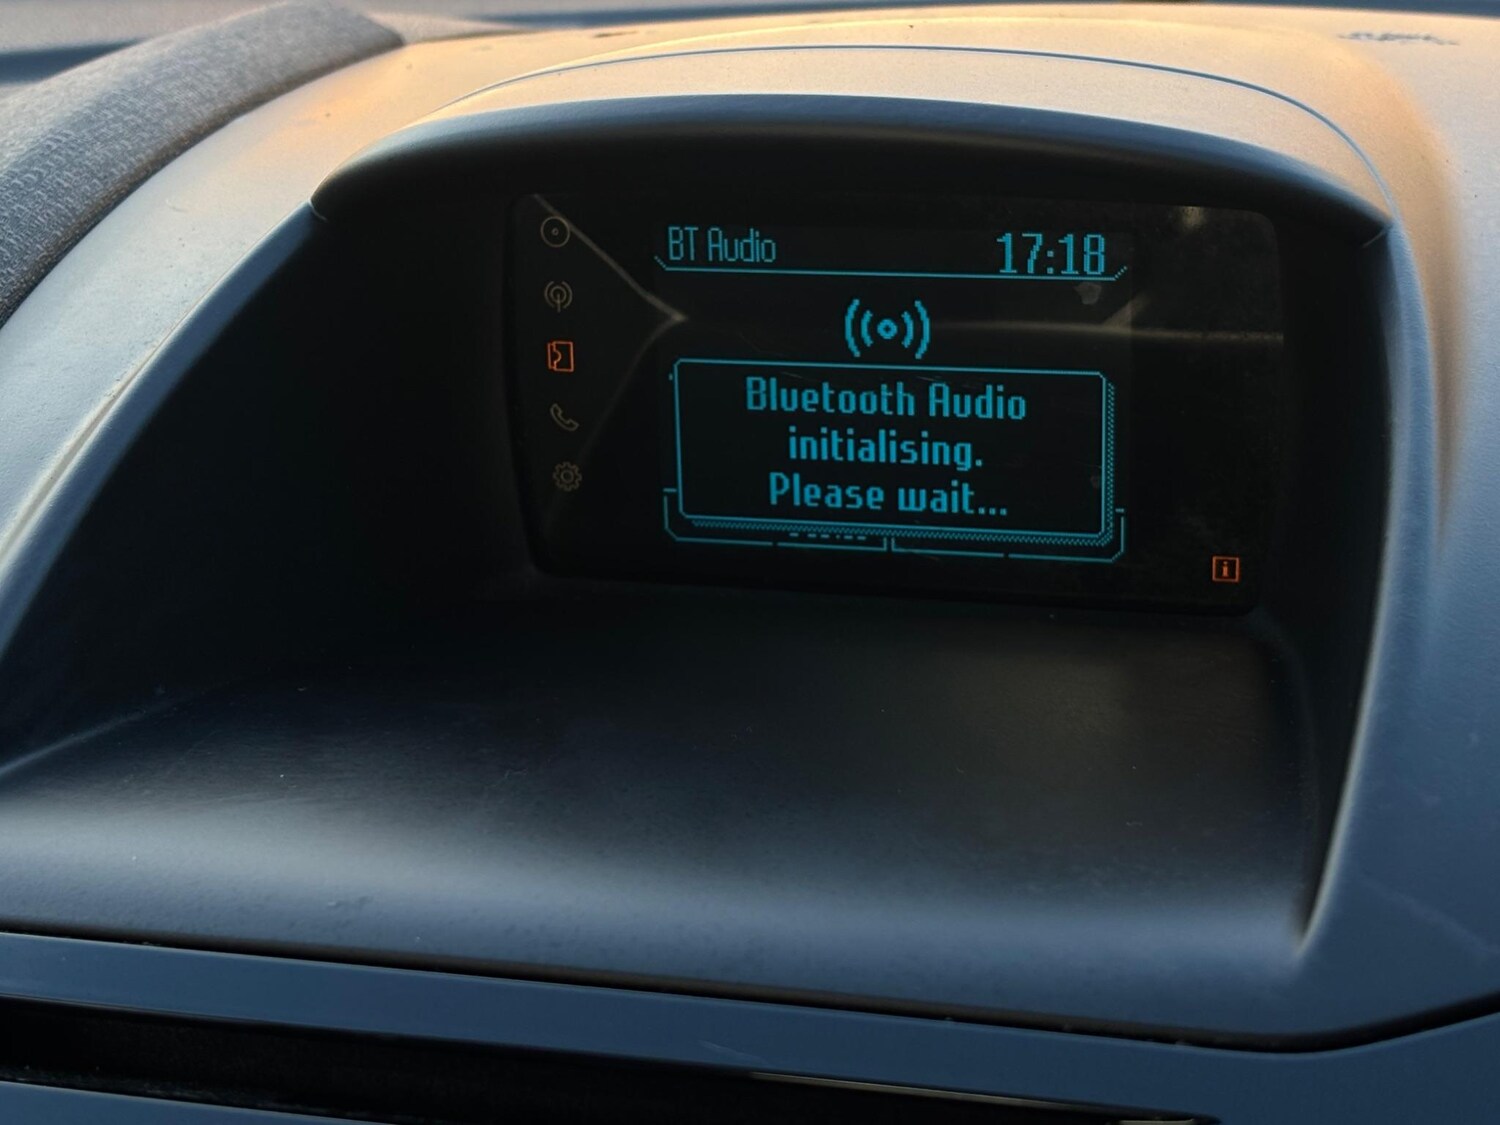 BT Audio 17:18
Bluetooth Audio
initialising.
Please wait...
i